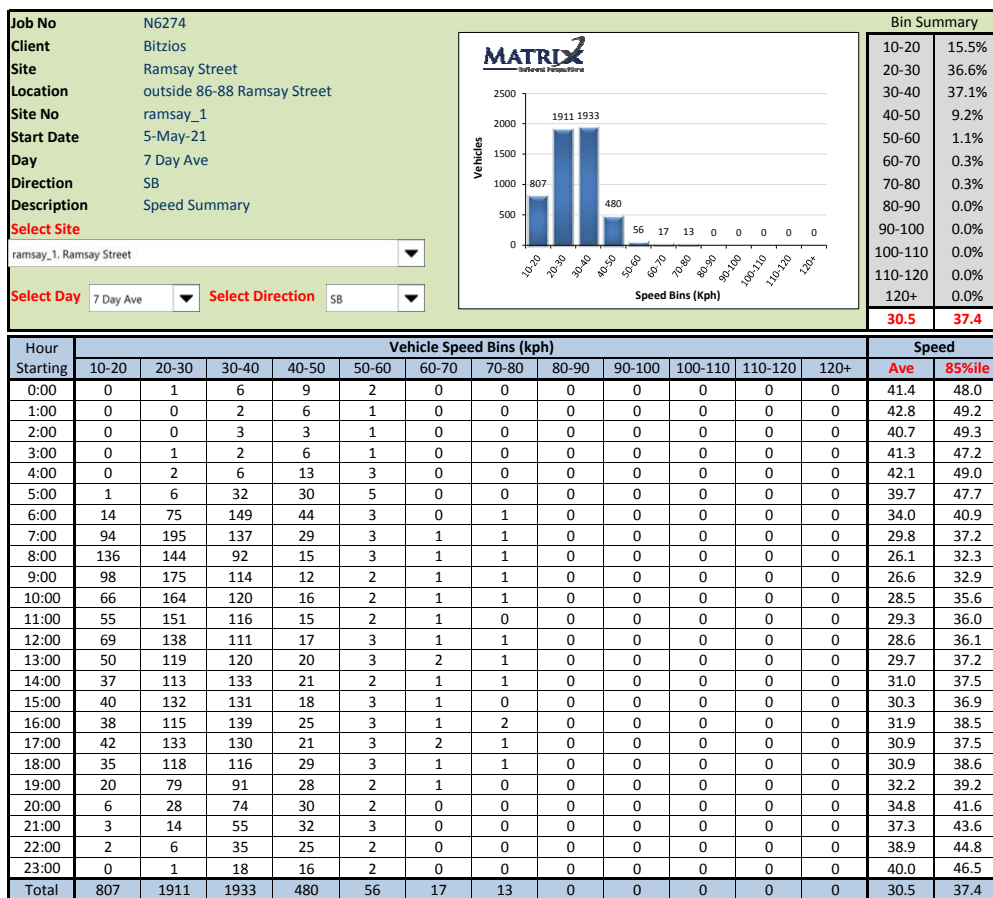 Job No N6274
Client Bitzios
Site Ramsay Street
Location outside 86-88 Ramsay Street
Site No ramsay_1
Start Date 5-May-21
Day 7 Day Ave
Direction SB
Description Speed Summary
Select Site
ramsay_1. Ramsay Street
Select Day 7 Day Ave Select Direction SB
MATRIX
Vehicles
2500
2000
1500
1000
500
0
807 1911 1933 480 56 17 13 0 0 0 0 0
10-20 20-30 30-40 40-50 50-60 60-70 70-80 80-90 90-100 100-110 110-120 120+
Speed Bins (Kph)
Bin Summary
10-20 15.5%
20-30 36.6%
30-40 37.1%
40-50 9.2%
50-60 1.1%
60-70 0.3%
70-80 0.3%
80-90 0.0%
90-100 0.0%
100-110 0.0%
110-120 0.0%
120+ 0.0%
30.5 37.4
Hour Vehicle Speed Bins (kph) Speed
Starting 10-20 20-30 30-40 40-50 50-60 60-70 70-80 80-90 90-100 100-110 110-120 120+ Ave 85%ile
0:00 0 1 6 9 2 0 0 0 0 0 0 0 41.4 48.0
1:00 0 0 2 6 1 0 0 0 0 0 0 0 42.8 49.2
2:00 0 0 3 3 1 0 0 0 0 0 0 0 40.7 49.3
3:00 0 1 2 6 1 0 0 0 0 0 0 0 41.3 47.2
4:00 0 2 6 13 3 0 0 0 0 0 0 0 42.1 49.0
5:00 1 6 32 30 5 0 0 0 0 0 0 0 39.7 47.7
6:00 14 75 149 44 3 0 1 0 0 0 0 0 34.0 40.9
7:00 94 195 137 29 3 1 1 0 0 0 0 0 29.8 37.2
8:00 136 144 92 15 3 1 1 0 0 0 0 0 26.1 32.3
9:00 98 175 114 12 2 1 1 0 0 0 0 0 26.6 32.9
10:00 66 164 120 16 2 1 1 0 0 0 0 0 28.5 35.6
11:00 55 151 116 15 2 1 0 0 0 0 0 0 29.3 36.0
12:00 69 138 111 17 3 1 1 0 0 0 0 0 28.6 36.1
13:00 50 119 120 20 3 2 1 0 0 0 0 0 29.7 37.2
14:00 37 113 133 21 2 1 1 0 0 0 0 0 31.0 37.5
15:00 40 132 131 18 3 1 0 0 0 0 0 0 30.3 36.9
16:00 38 115 139 25 3 1 2 0 0 0 0 0 31.9 38.5
17:00 42 133 130 21 3 2 1 0 0 0 0 0 30.9 37.5
18:00 35 118 116 29 3 1 1 0 0 0 0 0 30.9 38.6
19:00 20 79 91 28 2 1 0 0 0 0 0 0 32.2 39.2
20:00 6 28 74 30 2 0 0 0 0 0 0 0 34.8 41.6
21:00 3 14 55 32 3 0 0 0 0 0 0 0 37.3 43.6
22:00 2 6 35 25 2 0 0 0 0 0 0 0 38.9 44.8
23:00 0 1 18 16 2 0 0 0 0 0 0 0 40.0 46.5
Total 807 1911 1933 480 56 17 13 0 0 0 0 0 30.5 37.4